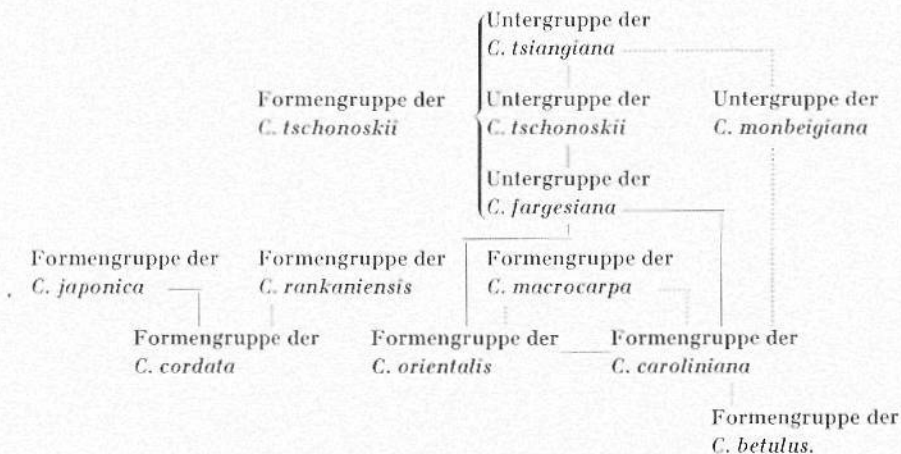 Untergruppe der
C. tsiangiana
Formengruppe der
C. tschonoskii
Untergruppe der
C. tschonoskii
Untergruppe der
C. monbeigiana
Untergruppe der
C. fargesiana
Formengruppe der
C. japonica
Formengruppe der
C. rankaniensis
Formengruppe der
C. macrocarpa
Formengruppe der
C. cordata
Formengruppe der
C. orientalis
Formengruppe der
C. caroliniana
Formengruppe der
C. betulus.